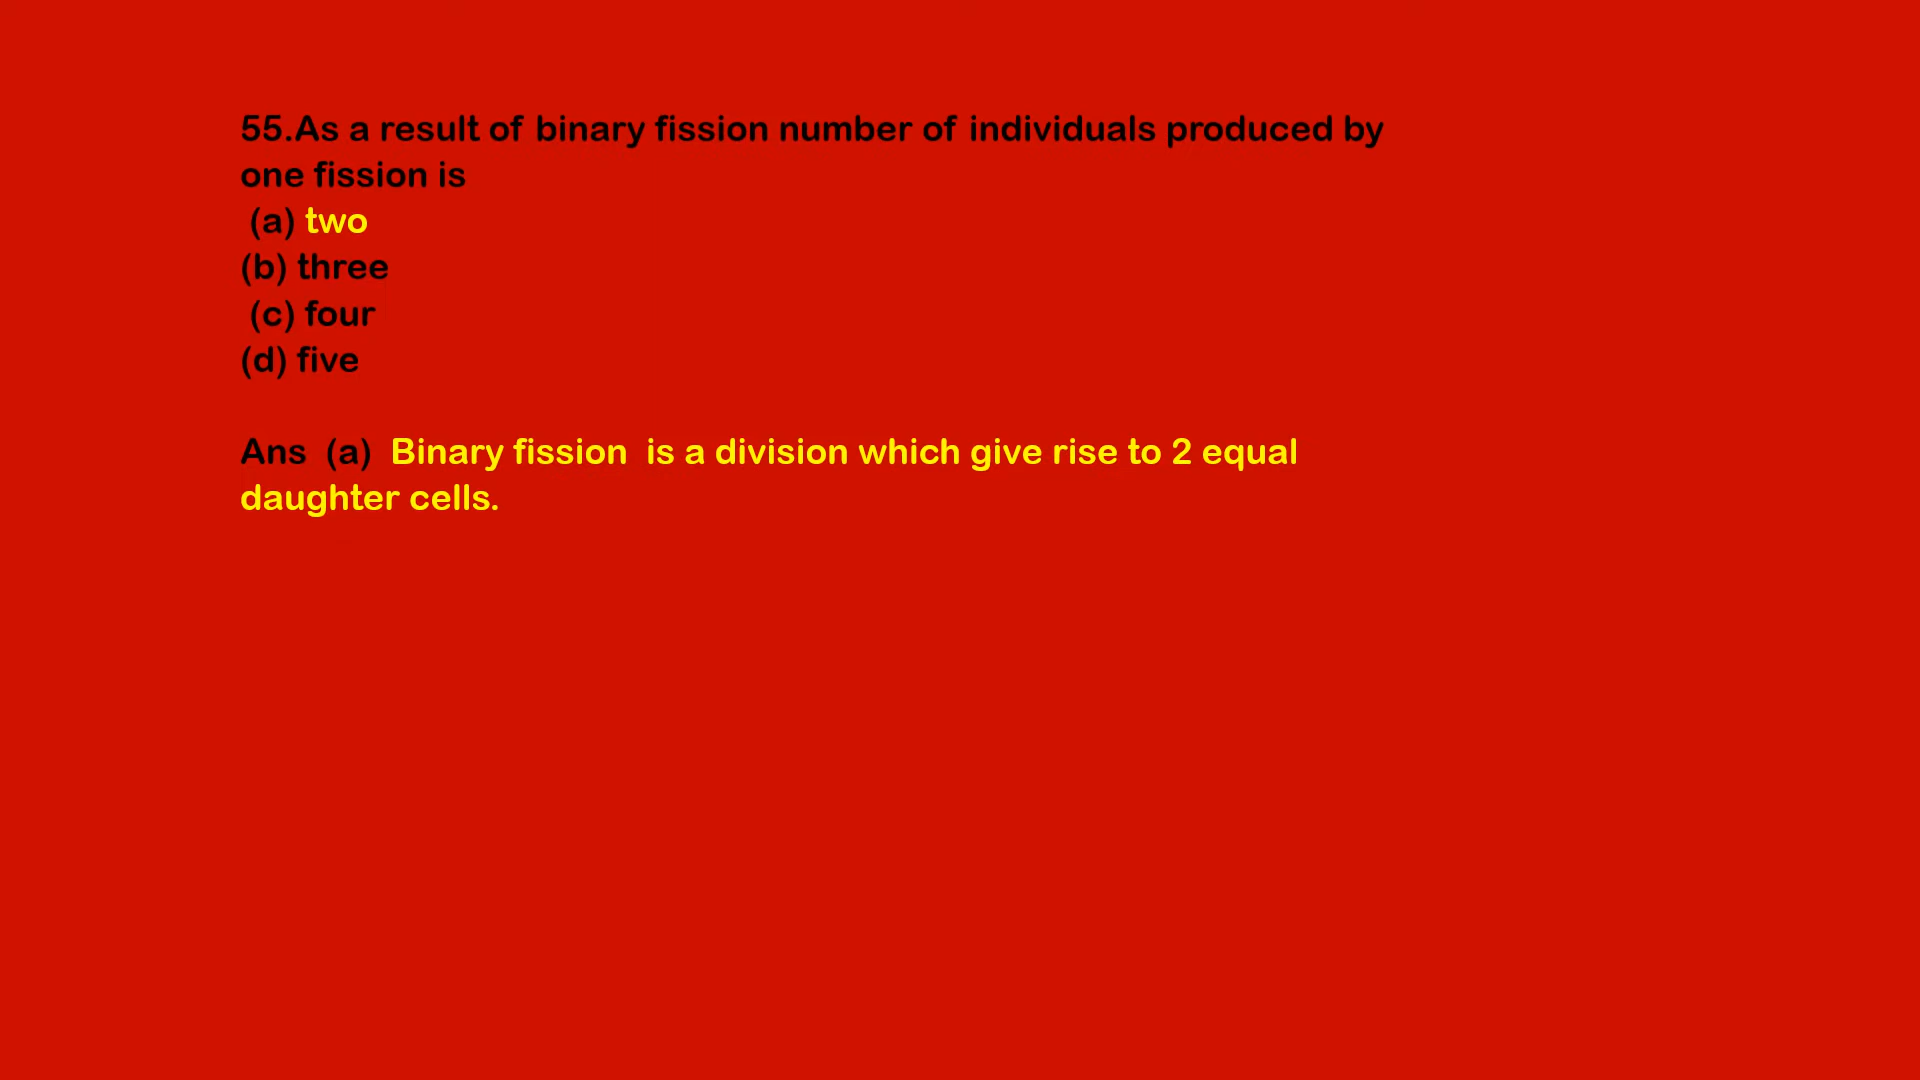 55.As a result of binary fission number of individuals produced by
one fission is
(a) two
(b) three
(c) four
(d) five
Ans (a) Binary fission is a division which give rise to 2 equal
daughter cells.